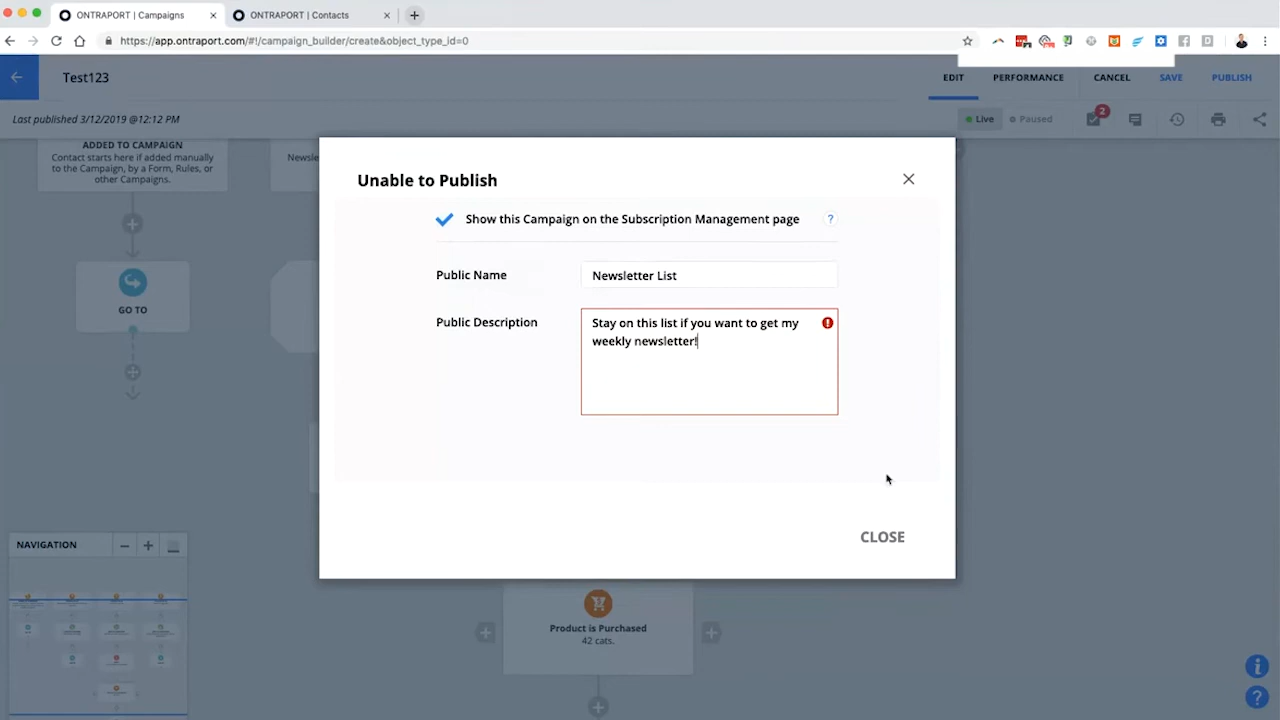 ONTRAPORT | Campaigns
ONTRAPORT | Contacts
https://app.ontraport.com/#!/campaign_builder/create&object_type_id=0
Test123
EDIT
PERFORMANCE
CANCEL
SAVE
PUBLISH
Last published 3/12/2019 @12:12 PM
Live
Paused
2
ADDED TO CAMPAIGN
Contact starts here if added manually
to the Campaign, by a Form, Rules, or
other Campaigns.
GO TO
Unable to Publish
Show this Campaign on the Subscription Management page
?
Public Name
Newsletter List
Public Description
Stay on this list if you want to get my
weekly newsletter!
CLOSE
NAVIGATION
Product is Purchased
42 cats.
i
?